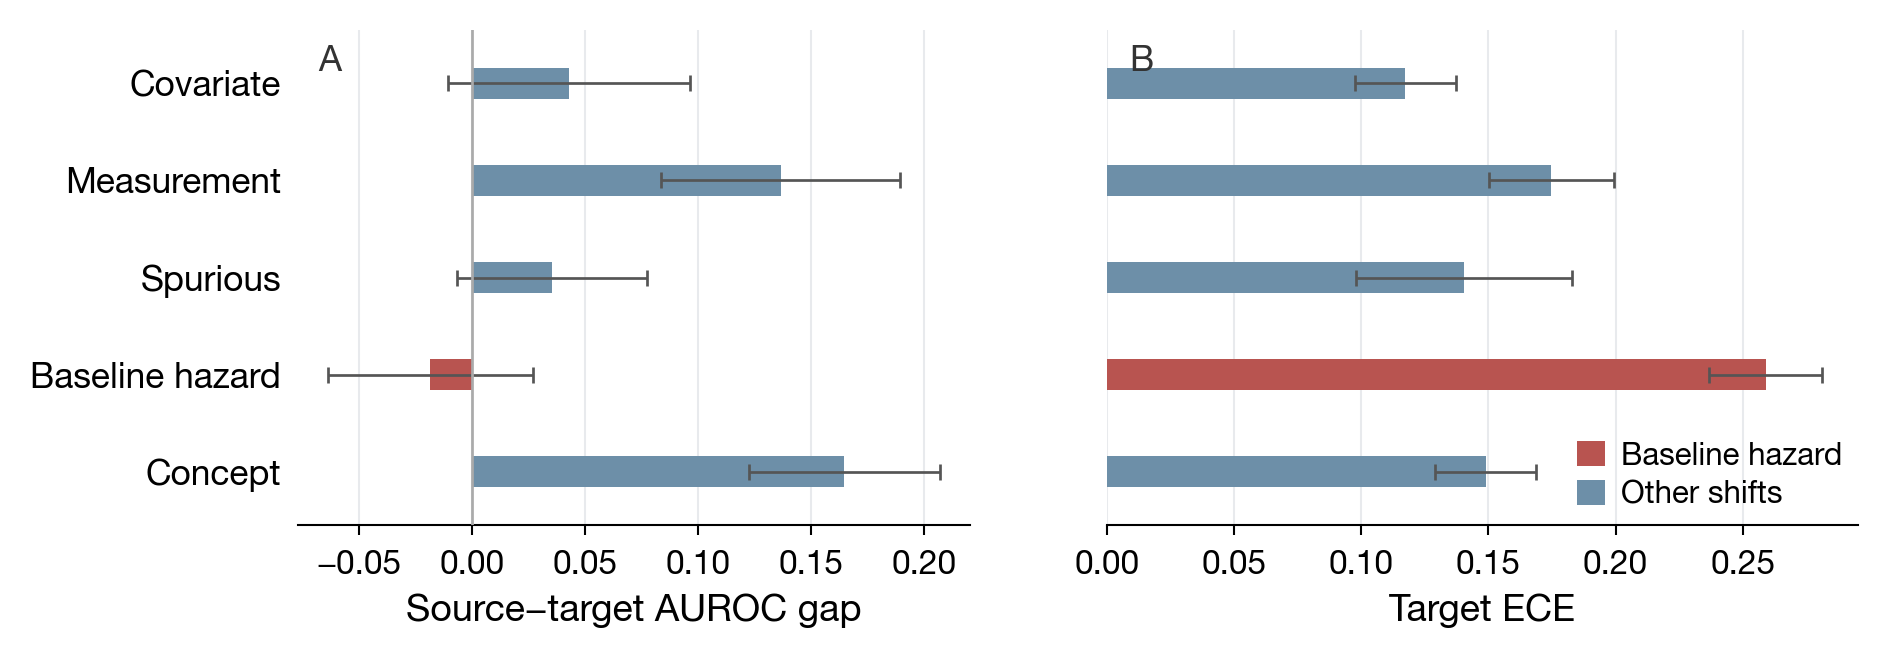 A
B
Covariate
Measurement
Spurious
Baseline hazard
Concept
Baseline hazard
Other shifts
−0.05 0.00 0.05 0.10 0.15 0.20
0.00 0.05 0.10 0.15 0.20 0.25
Source−target AUROC gap
Target ECE